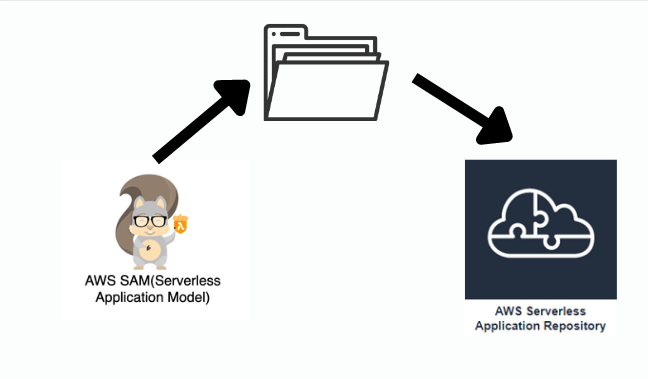 AWS SAM(Serverless
Application Model)
AWS Serverless
Application Repository